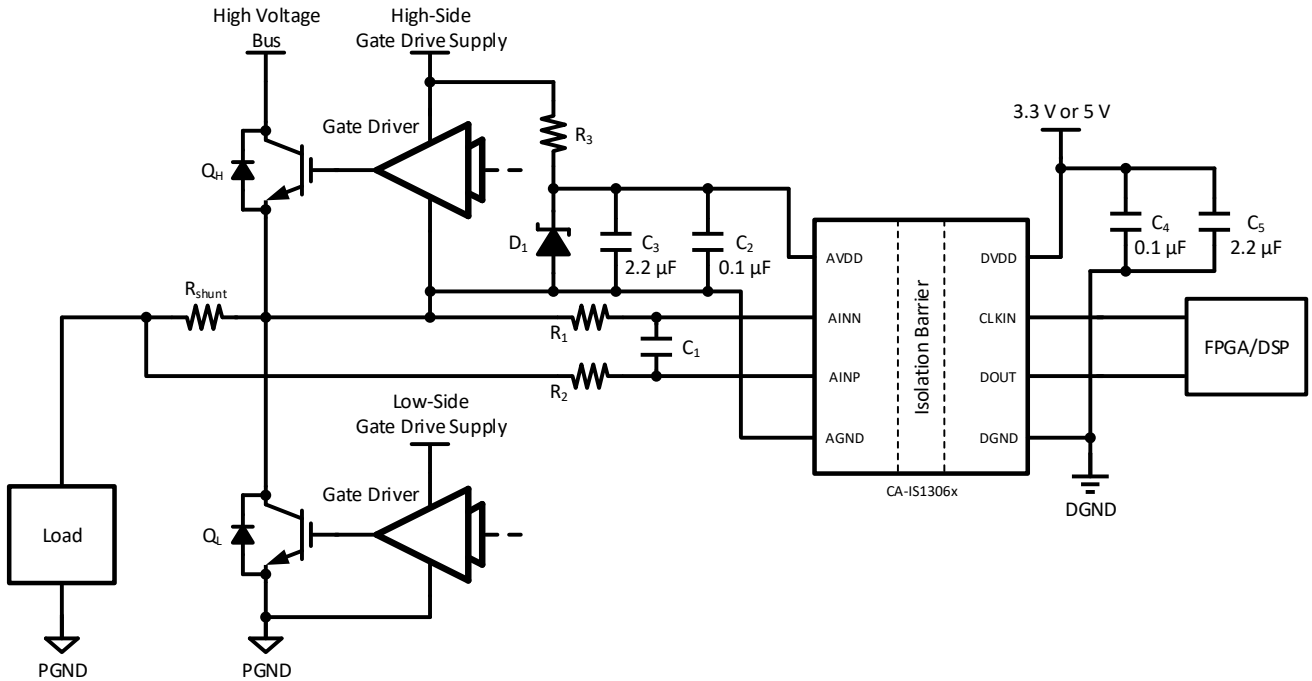 High Voltage
Bus
High-Side
Gate Drive Supply
Gate Driver
QH
R3
D1
C3
2.2 µF
C2
0.1 µF
3.3 V or 5 V
C4
0.1 µF
C5
2.2 µF
Rshunt
R1
C1
R2
AVDD
AINN
AINP
AGND
Isolation Barrier
DVDD
CLKIN
DOUT
DGND
CA-IS1306x
FPGA/DSP
DGND
Low-Side
Gate Drive Supply
Gate Driver
QL
Load
PGND
PGND